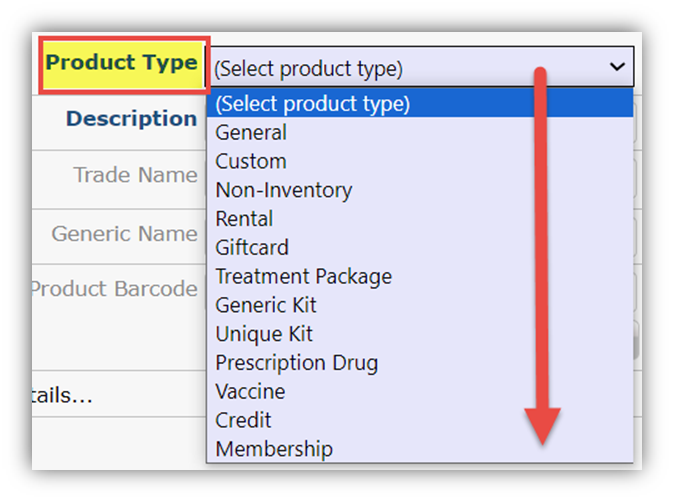 Product Type (Select product type)
(Select product type)
Description
General
Custom
Trade Name
Non-Inventory
Rental
Generic Name
Giftcard
Treatment Package
Product Barcode
Generic Kit
Unique Kit
Prescription Drug
tails...
Vaccine
Credit
Membership